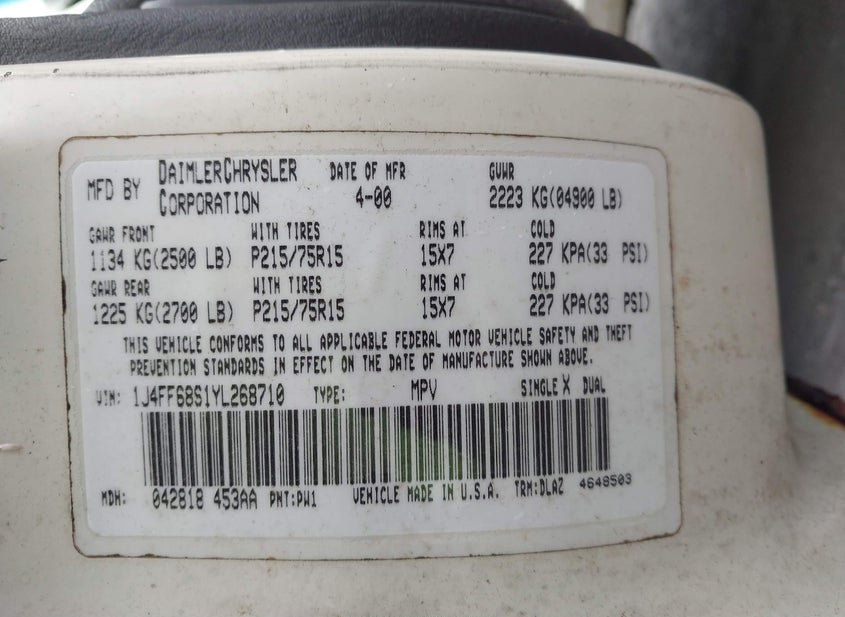 MFD BY DAIMLERCHRYSLER CORPORATION DATE OF MFR 4-00 GVWR 2223 KG(04900 LB)
GAWR FRONT WITH TIRES RIMS AT COLD
1134 KG(2500 LB) P215/75R15 15X7 227 KPA(33 PSI)
GAWR REAR WITH TIRES RIMS AT COLD
1225 KG(2700 LB) P215/75R15 15X7 227 KPA(33 PSI)
THIS VEHICLE CONFORMS TO ALL APPLICABLE FEDERAL MOTOR VEHICLE SAFETY AND THEFT
PREVENTION STANDARDS IN EFFECT ON THE DATE OF MANUFACTURE SHOWN ABOVE.
VIN: 1J4FF68S1YL268710 TYPE: MPV SINGLE X DUAL
MDH: 042818 453AA PNT:PW1 VEHICLE MADE IN U.S.A. TRM:DLAZ 4648503